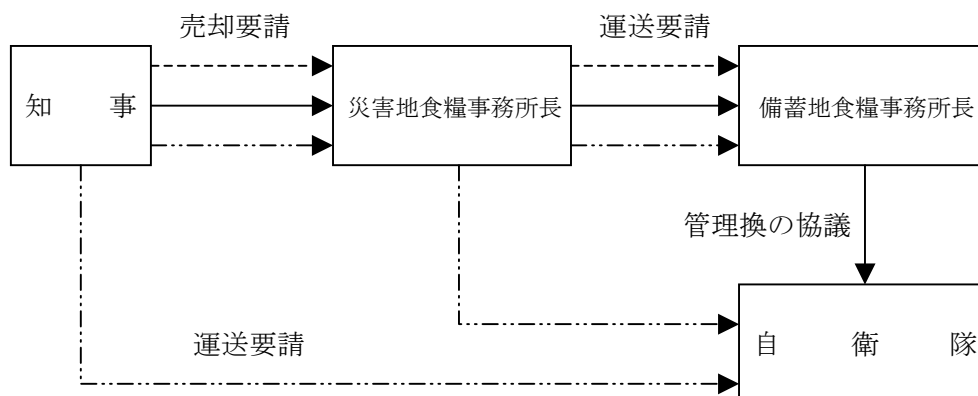 売却要請
運送要請
知 事
災害地食糧事務所長
備蓄地食糧事務所長
管理換の協議
運送要請
自 衛 隊